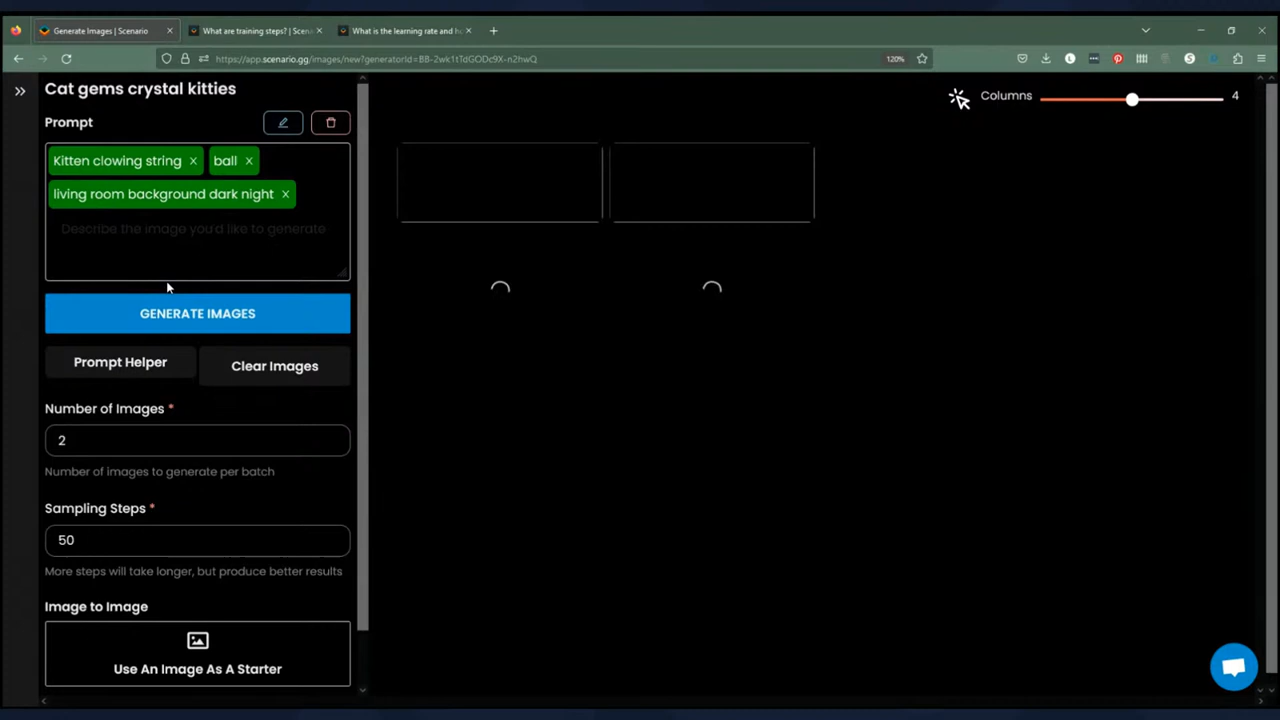 Generate Images | Scenario
What are training steps? | Scena
What is the learning rate and h
https://app.scenario.gg/images/new?generatorId=BB-2wk1tTdGODc9X-n2hwQ
120%
Cat gems crystal kitties
Columns
4
Prompt
Kitten clowing string × ball ×
living room background dark night ×
Describe the image you'd like to generate
GENERATE IMAGES
Prompt Helper
Clear Images
Number of Images *
2
Number of images to generate per batch
Sampling Steps *
50
More steps will take longer, but produce better results
Image to Image
Use An Image As A Starter